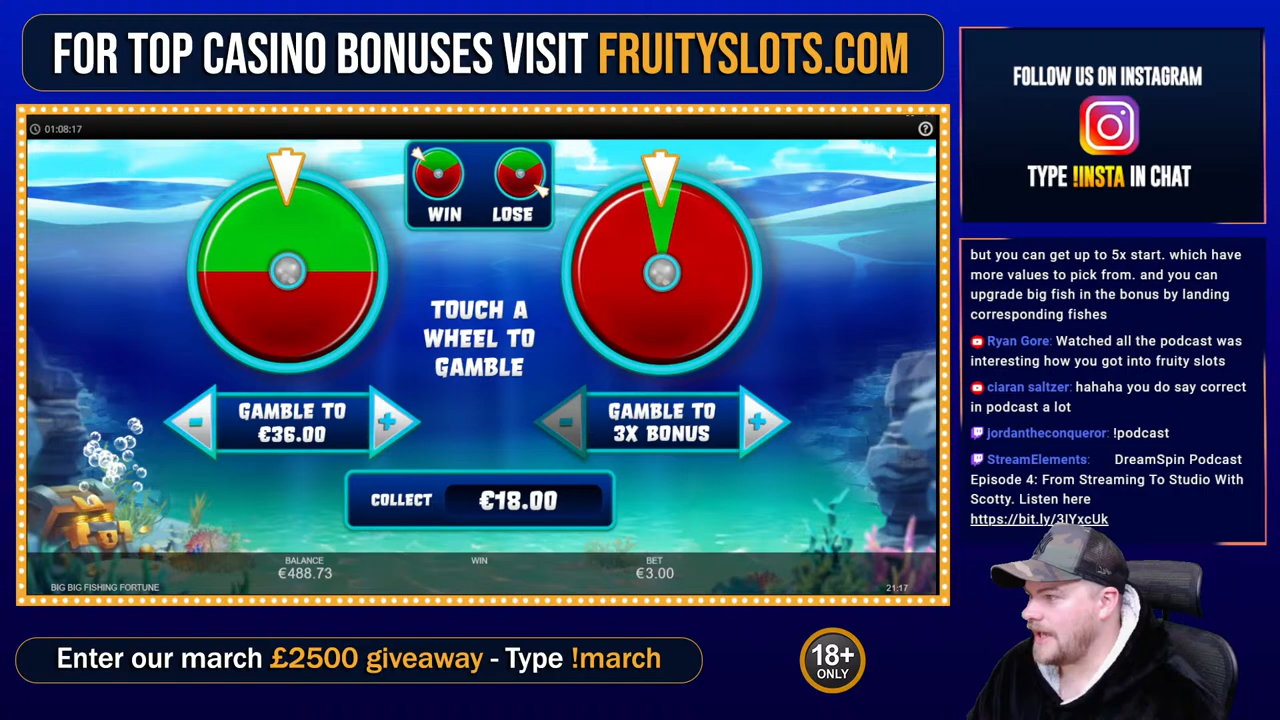 FOR TOP CASINO BONUSES VISIT FRUITYSLOTS.COM
01:08:17
WIN
LOSE
TOUCH A
WHEEL TO
GAMBLE
- GAMBLE TO
€36.00 +
- GAMBLE TO
3X BONUS +
COLLECT €18.00
BALANCE
€488.73
WIN
BET
€3.00
BIG BIG FISHING FORTUNE
21:17
Enter our march £2500 giveaway - Type !march
18+
ONLY
FOLLOW US ON INSTAGRAM
TYPE !INSTA IN CHAT
but you can get up to 5x start. which have
more values to pick from. and you can
upgrade big fish in the bonus by landing
corresponding fishes
Ryan Gore: Watched all the podcast was
interesting how you got into fruity slots
ciaran saltzer: hahaha you do say correct
in podcast a lot
jordantheconqueror: !podcast
StreamElements: DreamSpin Podcast
Episode 4: From Streaming To Studio With
Scotty. Listen here
https://bit.ly/3IYxcUk